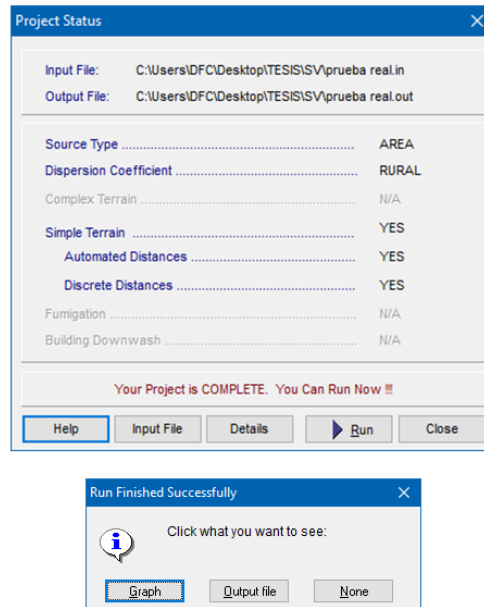 Project Status
Input File: C:\Users\DFC\Desktop\TESIS\SV\prueba real.in
Output File: C:\Users\DFC\Desktop\TESIS\SV\prueba real.out
Source Type ........................................................ AREA
Dispersion Coefficient ........................................... RURAL
Complex Terrain ................................................... N/A
Simple Terrain ...................................................... YES
Automated Distances ....................................... YES
Discrete Distances .......................................... YES
Fumigation ........................................................... N/A
Building Downwash .............................................. N/A
Your Project is COMPLETE. You Can Run Now !!!
Help Input File Details Run Close
Run Finished Successfully
Click what you want to see:
Graph Output file None